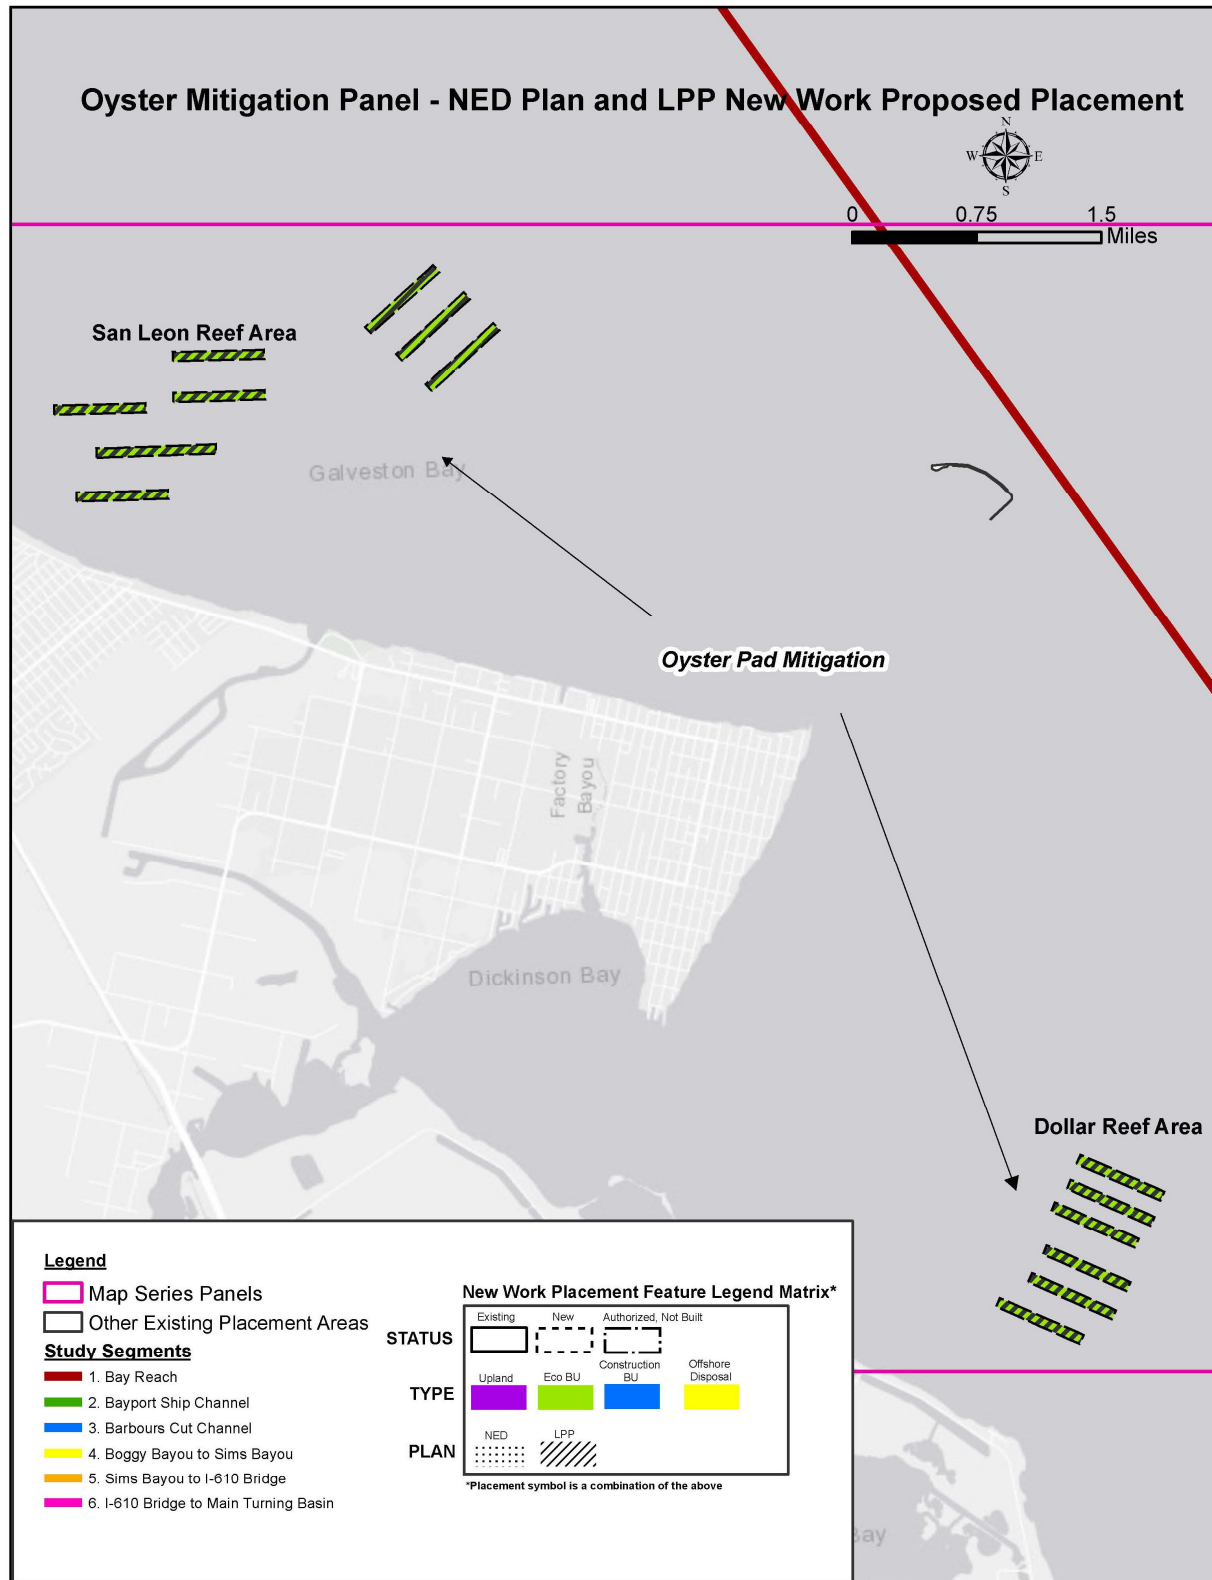 Oyster Mitigation Panel - NED Plan and LPP New Work Proposed Placement
N
W E
S
0 0.75 1.5
Miles
San Leon Reef Area
Galveston Bay
Oyster Pad Mitigation
Factory
Bayou
Dickinson Bay
Dollar Reef Area
Legend
Map Series Panels
Other Existing Placement Areas
Study Segments
1. Bay Reach
2. Bayport Ship Channel
3. Barbours Cut Channel
4. Boggy Bayou to Sims Bayou
5. Sims Bayou to I-610 Bridge
6. I-610 Bridge to Main Turning Basin
New Work Placement Feature Legend Matrix*
STATUS
Existing New Authorized, Not Built
TYPE
Upland Eco BU Construction BU Offshore Disposal
PLAN
NED LPP
*Placement symbol is a combination of the above
Bay